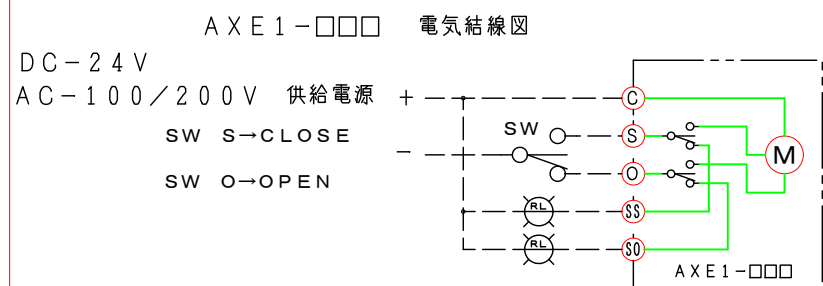 AXE1-□□□ 電気結線図
DC-24V
AC-100/200V 供給電源 +
C
SW S→CLOSE
SW
S
-
M
SW O→OPEN
O
RL
SS
RL
SO
AXE1-□□□